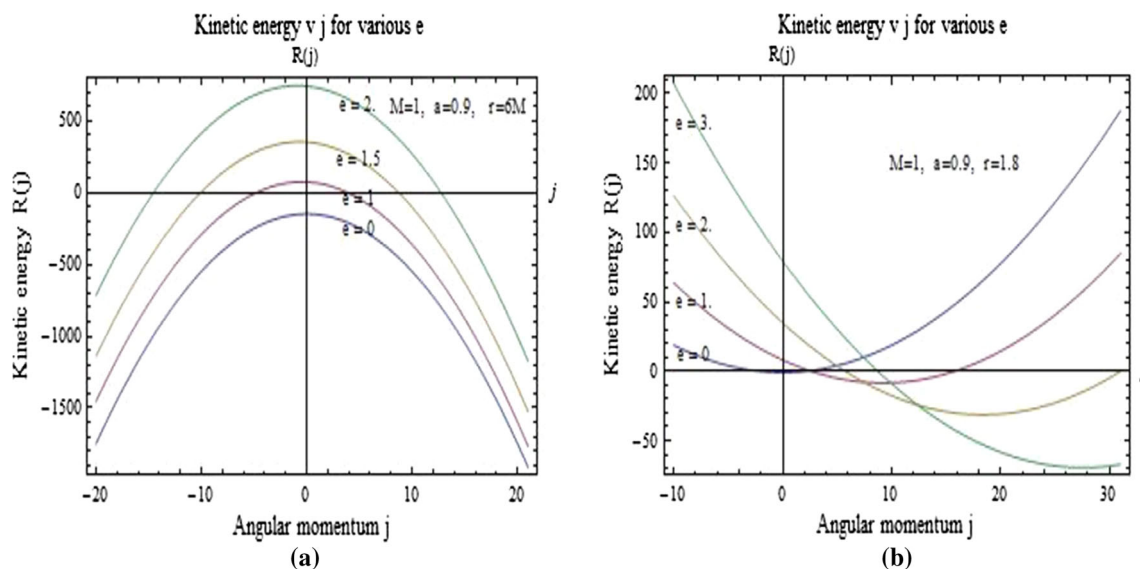 Kinetic energy v j for various e
R(j)
e = 2.
M=1, a=0.9, r=6M
e = 1.5
e = 1
e = 0
500
0
−500
−1000
−1500
−20
−10
0
10
20
j
Kinetic energy R(j)
Angular momentum j
(a)
Kinetic energy v j for various e
R(j)
e = 3.
M=1, a=0.9, r=1.8
e = 2.
e = 1.
e = 0
200
150
100
50
0
−50
−10
0
10
20
30
Kinetic energy R(j)
Angular momentum j
(b)